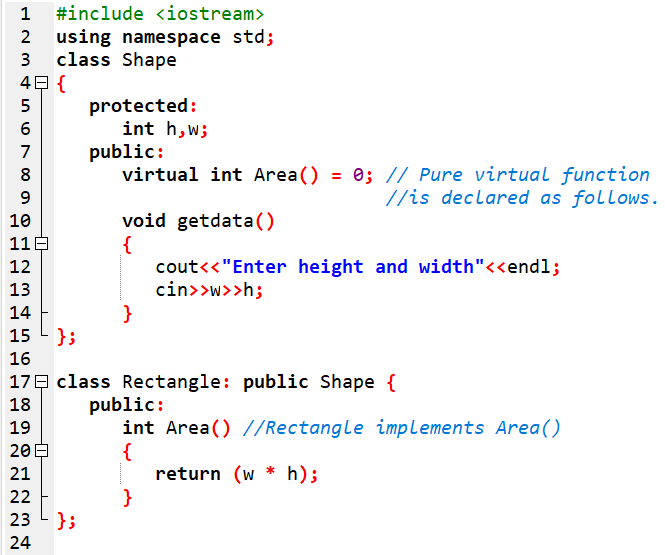 1 #include <iostream>
2 using namespace std;
3 class Shape
4 {
5 protected:
6 int h,w;
7 public:
8 virtual int Area() = 0; // Pure virtual function
9 //is declared as follows.
10 void getdata()
11 {
12 cout<<"Enter height and width"<<endl;
13 cin>>w>>h;
14 }
15 };
16
17 class Rectangle: public Shape {
18 public:
19 int Area() //Rectangle implements Area()
20 {
21 return (w * h);
22 }
23 };
24